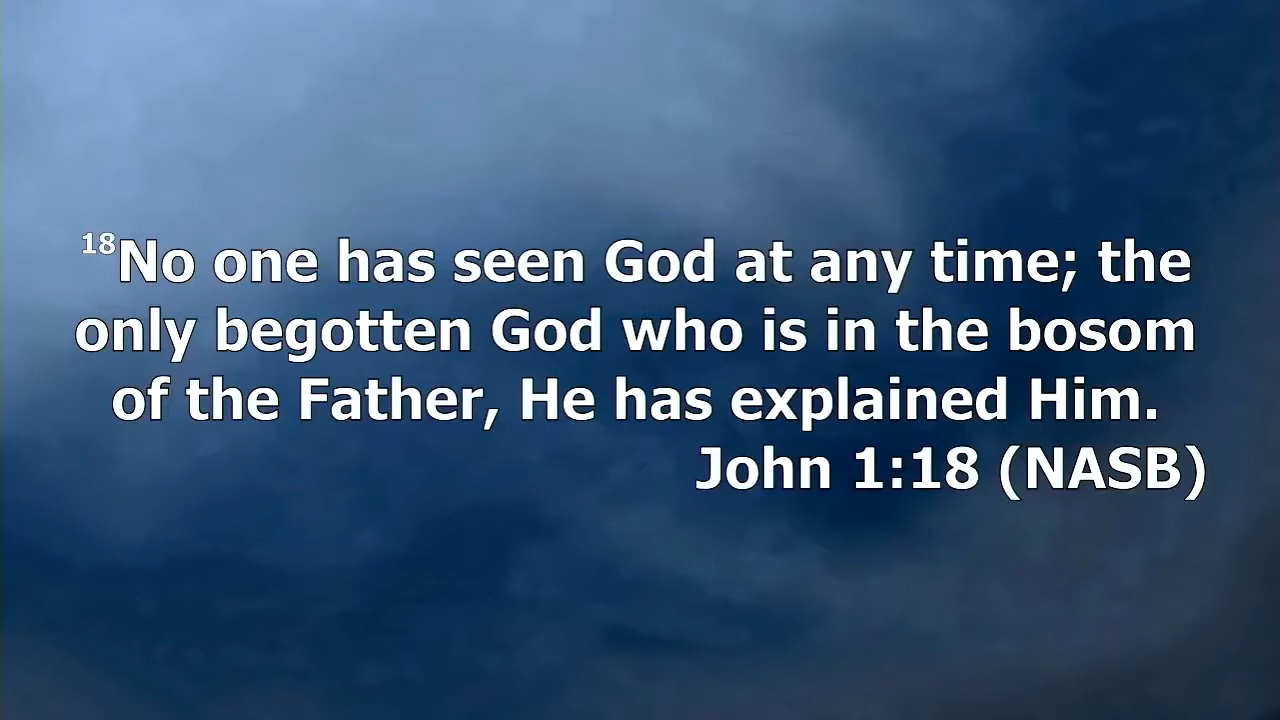 18No one has seen God at any time; the
only begotten God who is in the bosom
of the Father, He has explained Him.
John 1:18 (NASB)